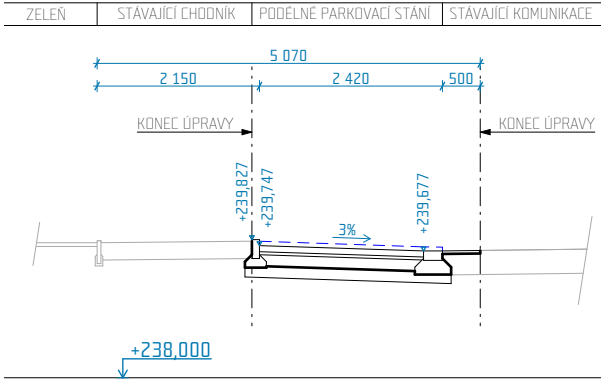 ZELEŇ
STÁVAJÍCÍ CHODNÍK
PODÉLNÉ PARKOVACÍ STÁNÍ
STÁVAJÍCÍ KOMUNIKACE
5 070
2 150
2 420
500
KONEC ÚPRAVY
KONEC ÚPRAVY
+239,827
+239,747
3%
+239,677
+238,000